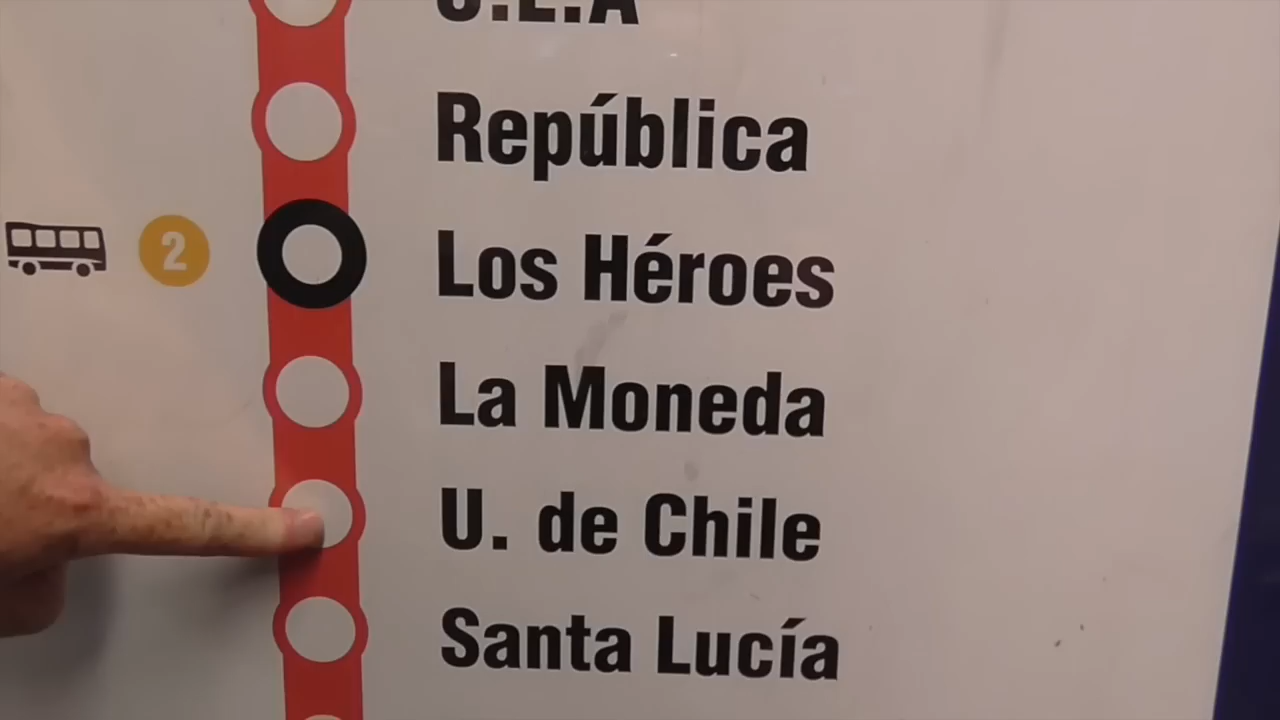 U.L.A
República
2
Los Héroes
La Moneda
U. de Chile
Santa Lucía